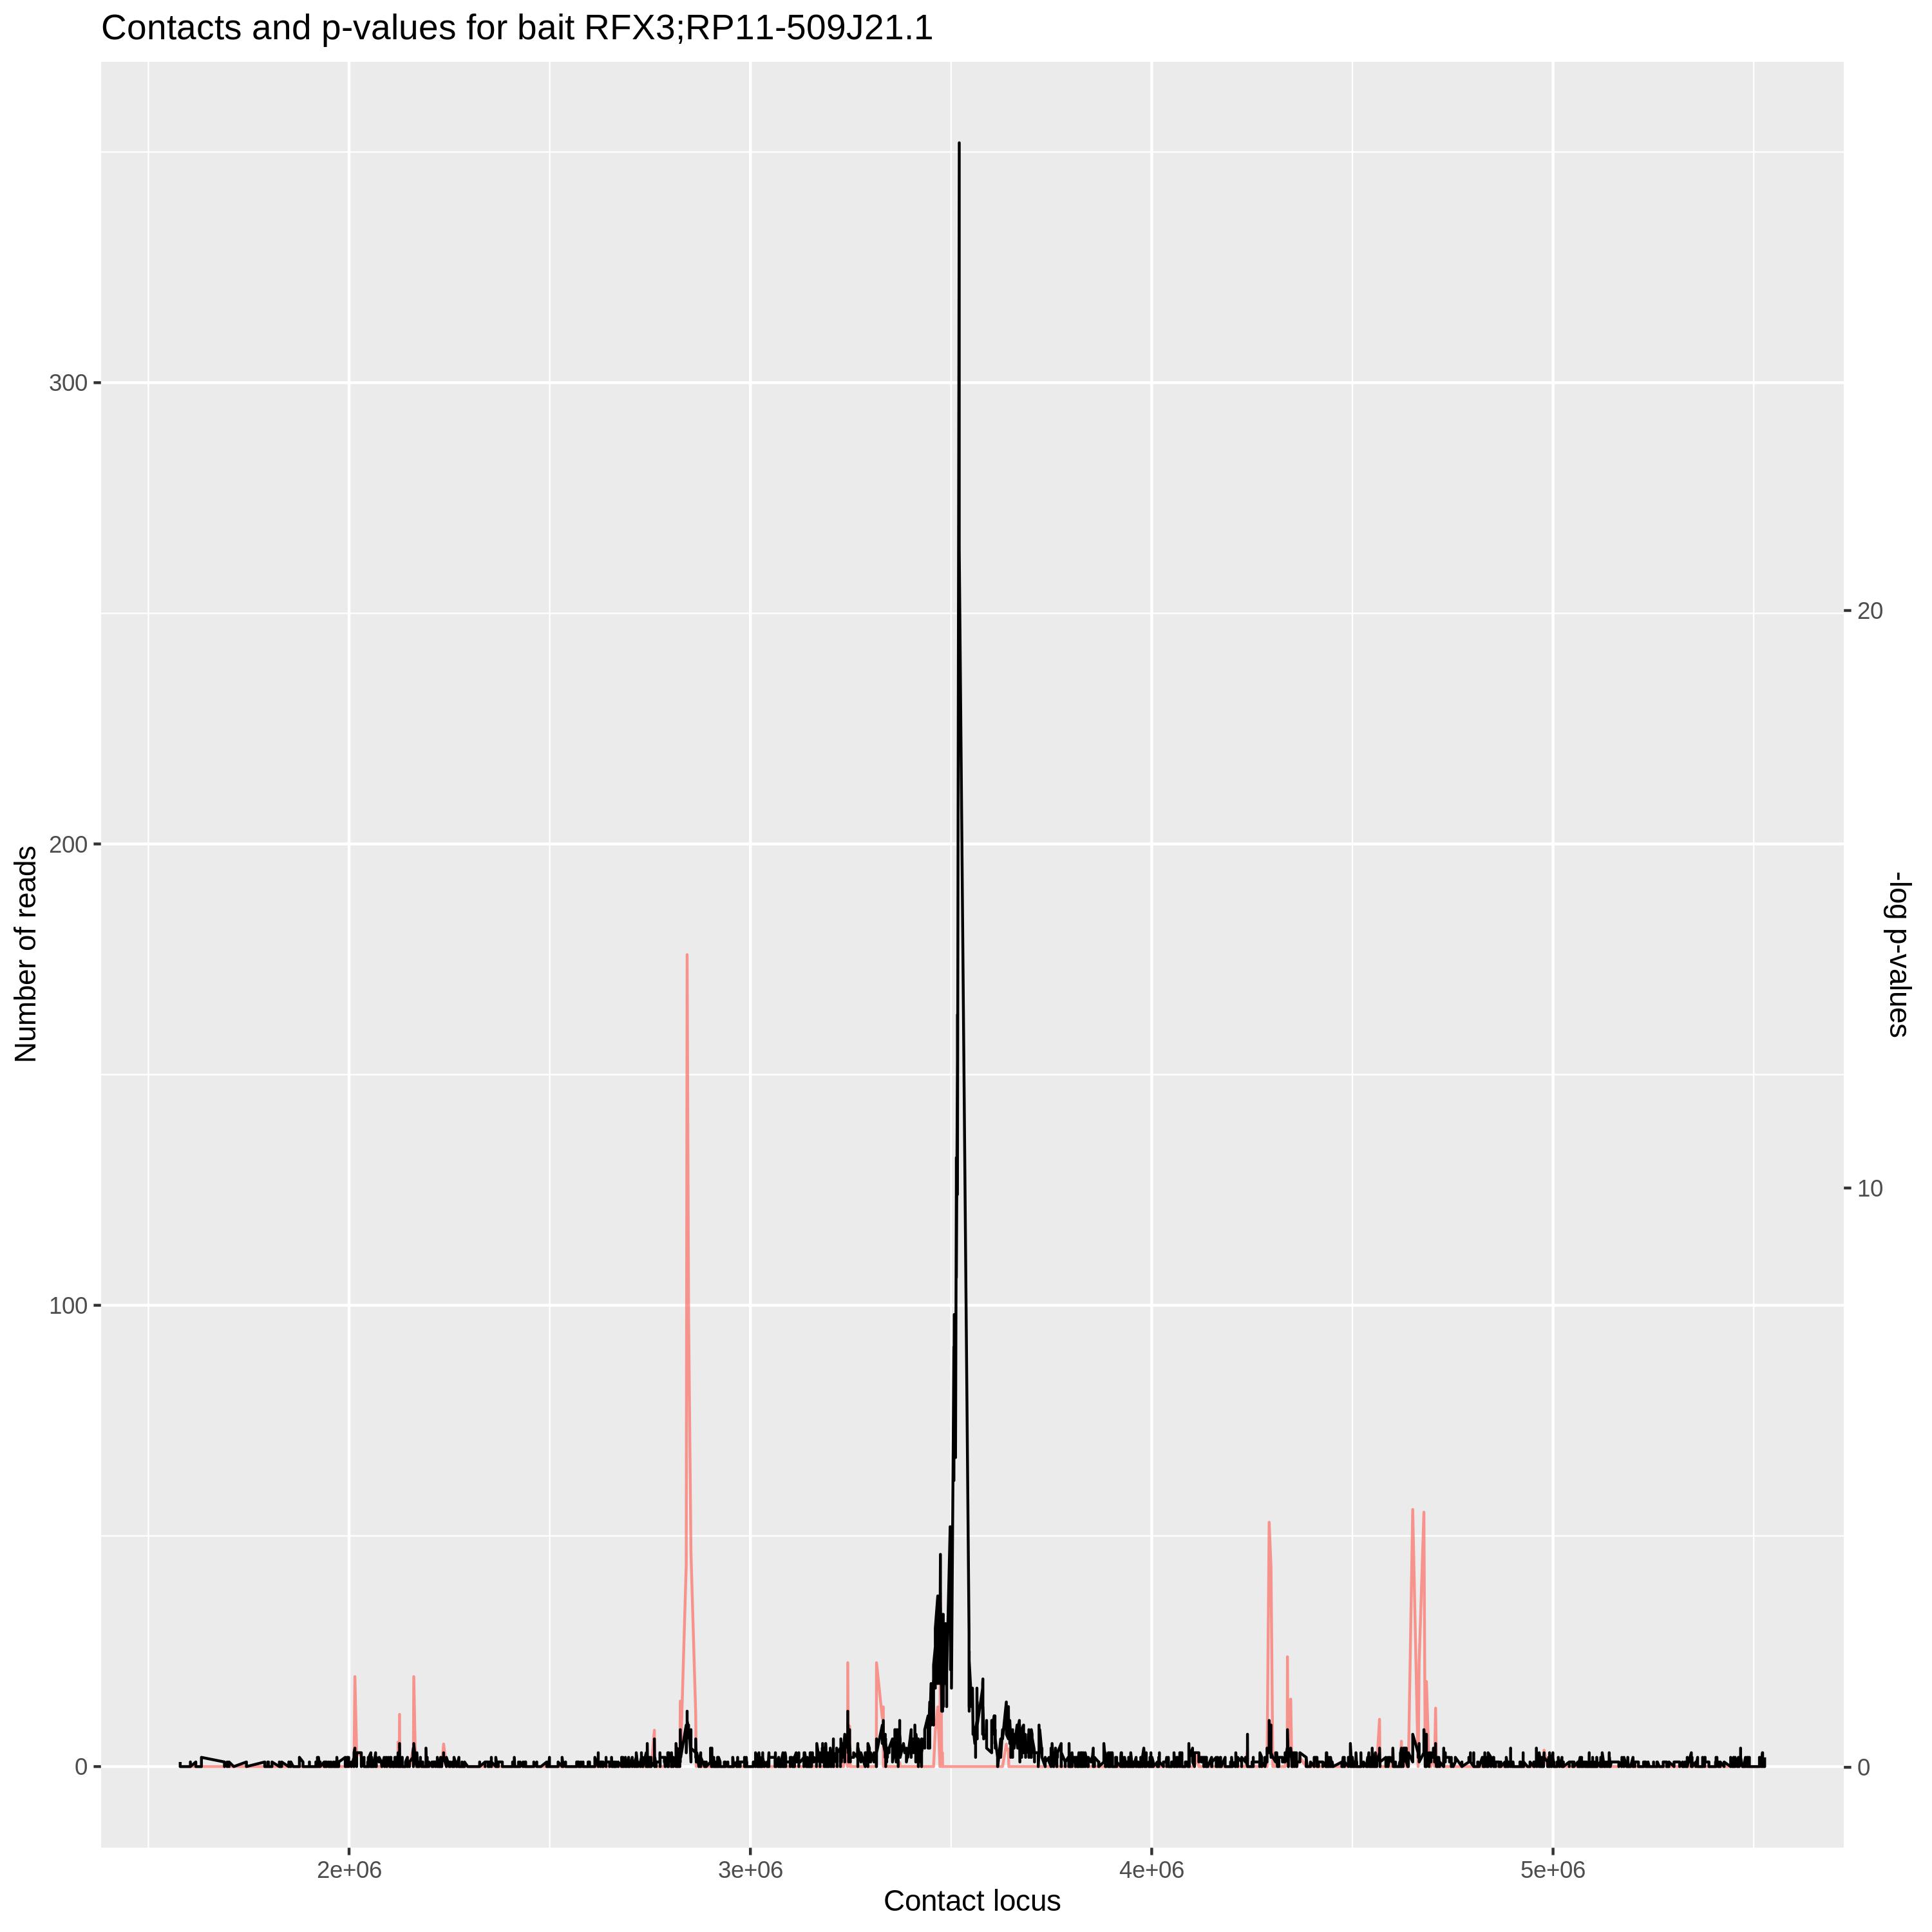 Contacts and p-values for bait RFX3;RP11-509J21.1
300
200
100
0
Number of reads
20
10
0
-log p-values
2e+06
3e+06
4e+06
5e+06
Contact locus